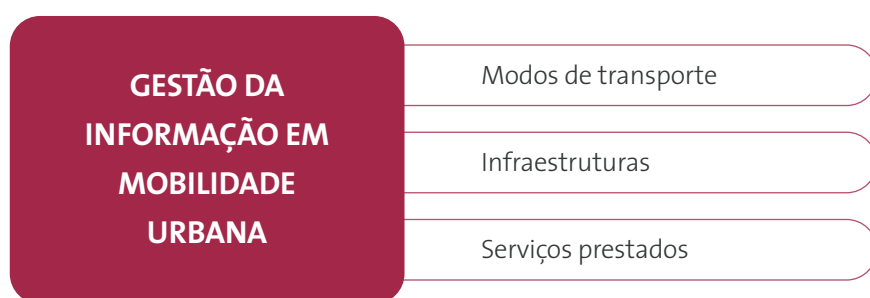 GESTÃO DA
INFORMAÇÃO EM
MOBILIDADE
URBANA
Modos de transporte
Infraestruturas
Serviços prestados